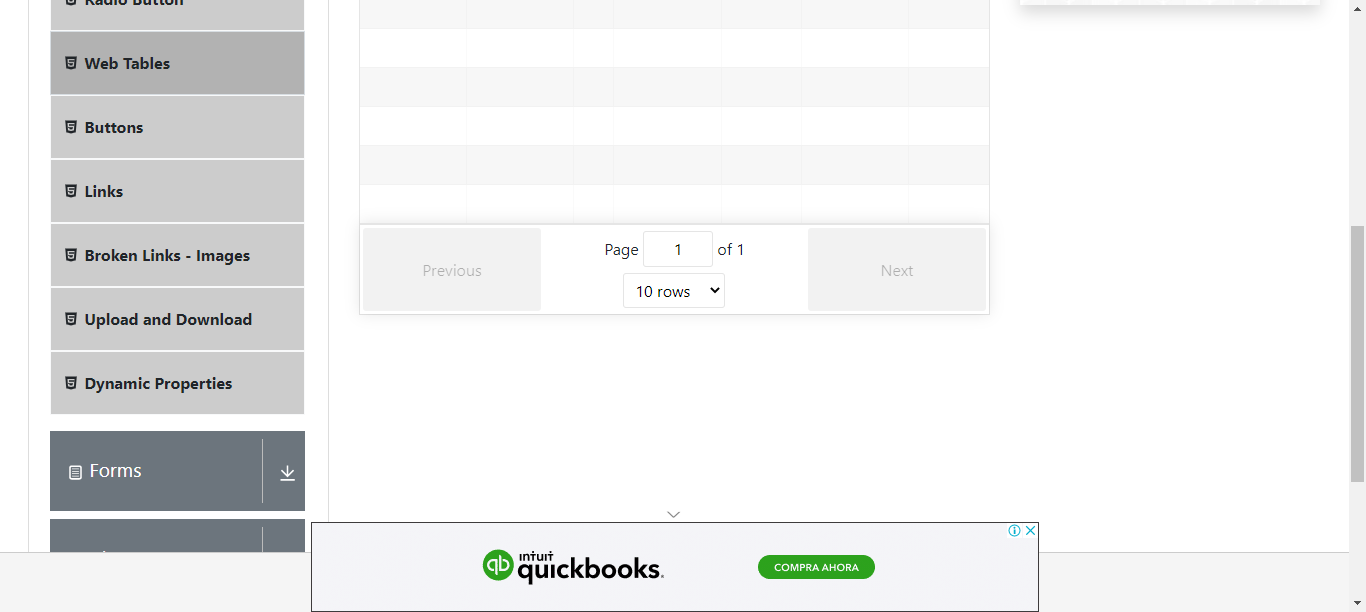 Radio Button
Web Tables
Buttons
Links
Broken Links - Images
Upload and Download
Dynamic Properties
Forms
Previous
Page 1 of 1
10 rows
Next
intuit
quickbooks.
COMPRA AHORA